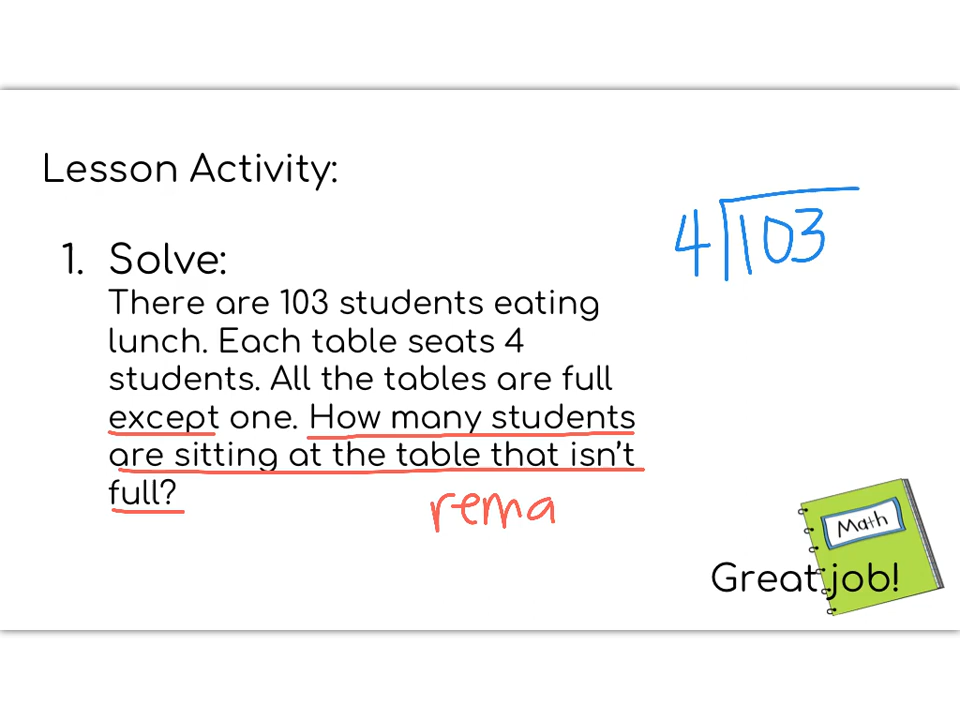 Lesson Activity:
4 103
1. Solve:
There are 103 students eating
lunch. Each table seats 4
students. All the tables are full
except one. How many students
are sitting at the table that isn't
full?
rema
Math
Great job!